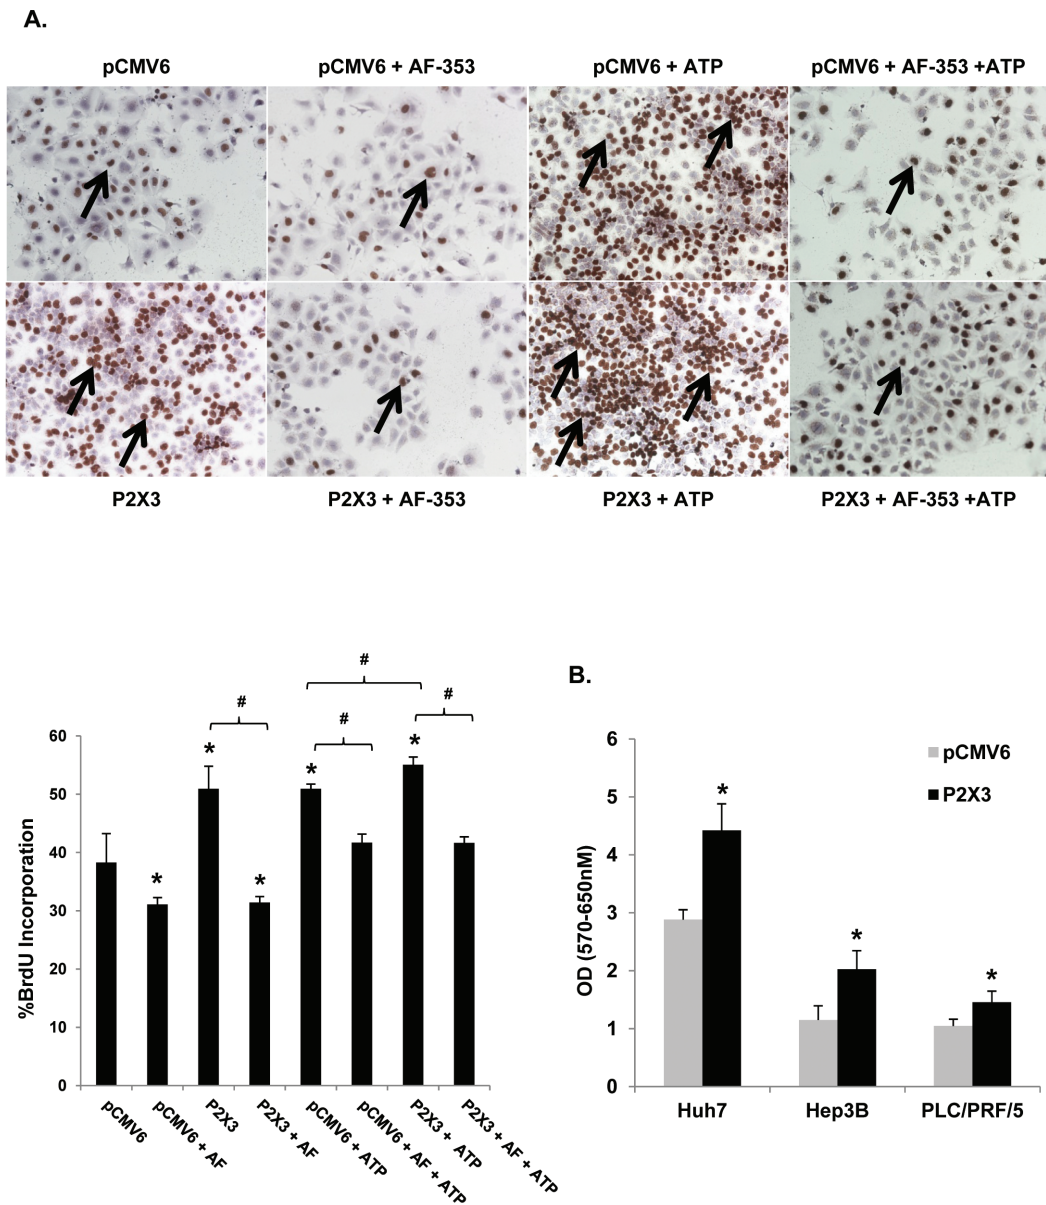 A.
pCMV6
pCMV6 + AF-353
pCMV6 + ATP
pCMV6 + AF-353 +ATP
P2X3
P2X3 + AF-353
P2X3 + ATP
P2X3 + AF-353 +ATP
#
#
#
#
%BrdU Incorporation
60
50
40
30
20
10
0
*
*
*
*
*
pCMV6
pCMV6 + AF
P2X3
P2X3 + AF
pCMV6 + ATP
pCMV6 + AF + ATP
P2X3 + ATP
P2X3 + AF + ATP
B.
OD (570-650nM)
6
5
4
3
2
1
0
pCMV6
P2X3
*
*
*
Huh7
Hep3B
PLC/PRF/5